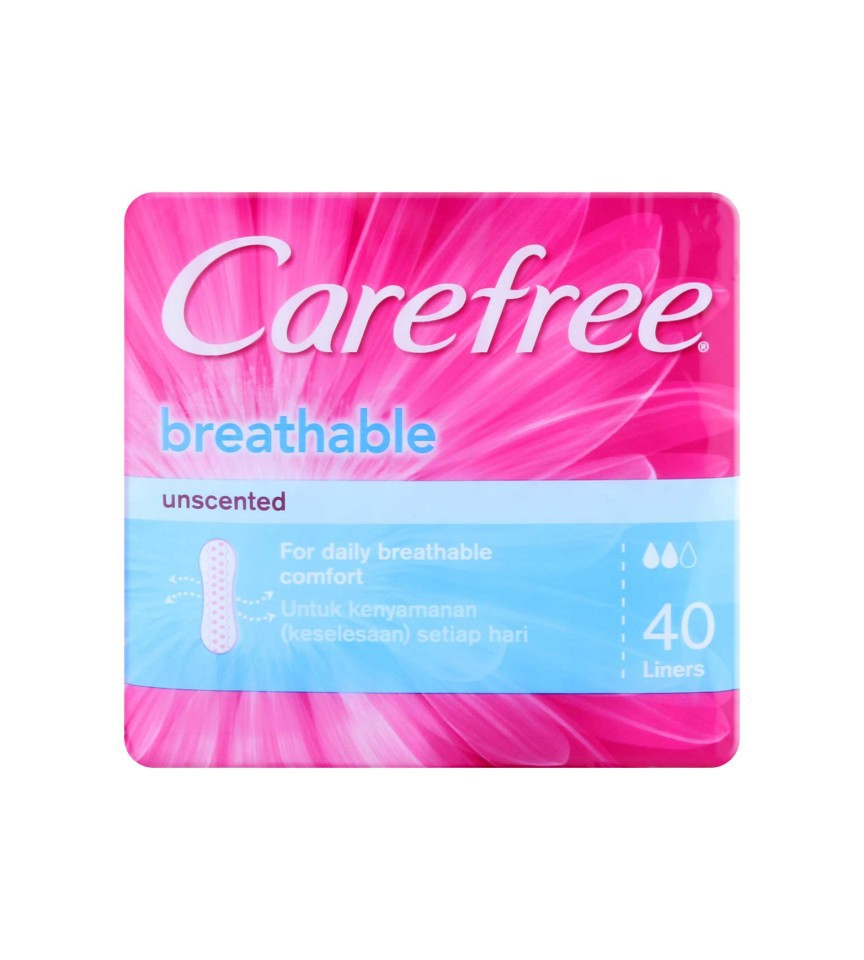 Carefree®
breathable
unscented
For daily breathable
comfort
Untuk kenyamanan
(keselesaan) setiap hari
40
Liners